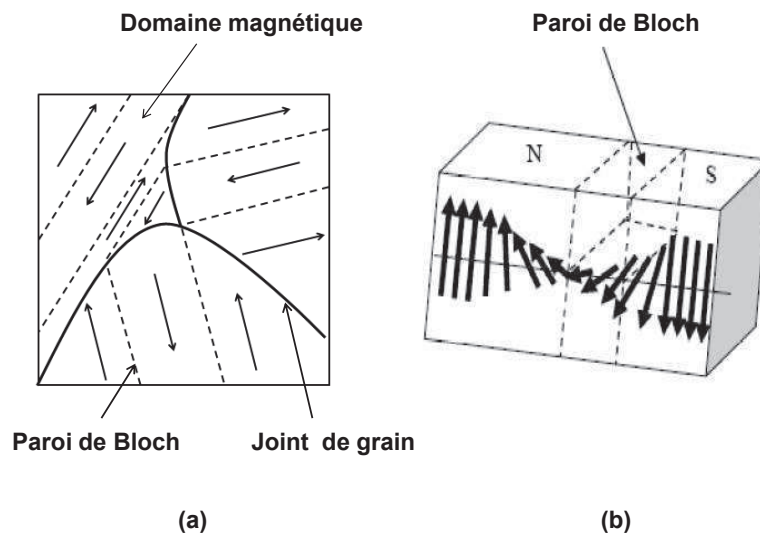 Domaine magnétique
Paroi de Bloch
N
S
Paroi de Bloch
Joint de grain
(a)
(b)